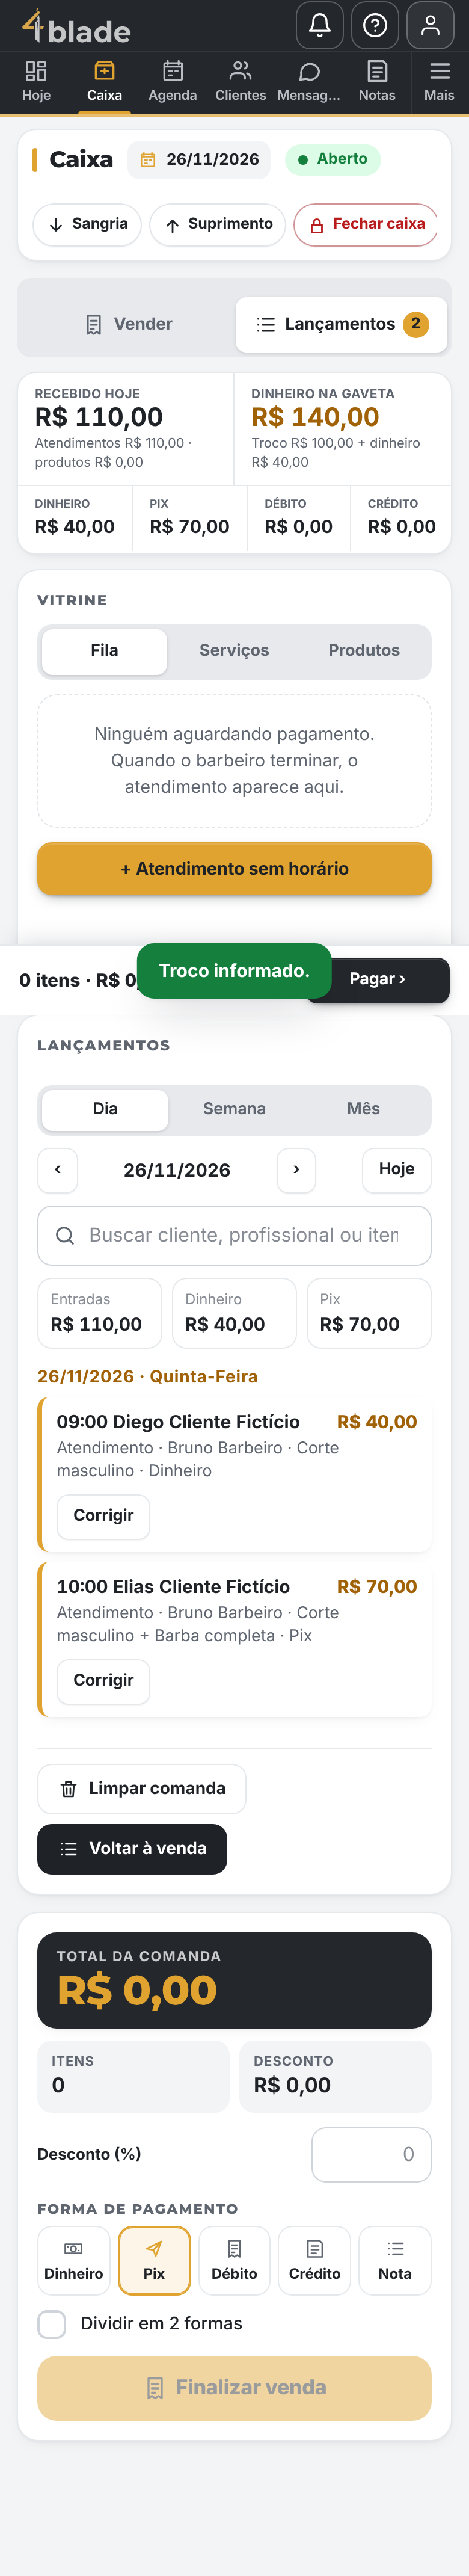 4blade
Hoje
Caixa
Agenda
Clientes
Mensag...
Notas
Mais
Caixa
26/11/2026
Aberto
Sangria
Suprimento
Fechar caixa
Vender
Lançamentos 2
RECEBIDO HOJE
R$ 110,00
Atendimentos R$ 110,00 ·
produtos R$ 0,00
DINHEIRO NA GAVETA
R$ 140,00
Troco R$ 100,00 + dinheiro
R$ 40,00
DINHEIRO
R$ 40,00
PIX
R$ 70,00
DÉBITO
R$ 0,00
CRÉDITO
R$ 0,00
VITRINE
Fila
Serviços
Produtos
Ninguém aguardando pagamento.
Quando o barbeiro terminar, o
atendimento aparece aqui.
+ Atendimento sem horário
0 itens · R$ 0,
Troco informado.
Pagar ›
LANÇAMENTOS
Dia
Semana
Mês
‹
26/11/2026
›
Hoje
Buscar cliente, profissional ou iter
Entradas
R$ 110,00
Dinheiro
R$ 40,00
Pix
R$ 70,00
26/11/2026 · Quinta-Feira
09:00 Diego Cliente Fictício R$ 40,00
Atendimento · Bruno Barbeiro · Corte
masculino · Dinheiro
Corrigir
10:00 Elias Cliente Fictício R$ 70,00
Atendimento · Bruno Barbeiro · Corte
masculino + Barba completa · Pix
Corrigir
Limpar comanda
Voltar à venda
TOTAL DA COMANDA
R$ 0,00
ITENS
0
DESCONTO
R$ 0,00
Desconto (%)
0
FORMA DE PAGAMENTO
Dinheiro
Pix
Débito
Crédito
Nota
Dividir em 2 formas
Finalizar venda